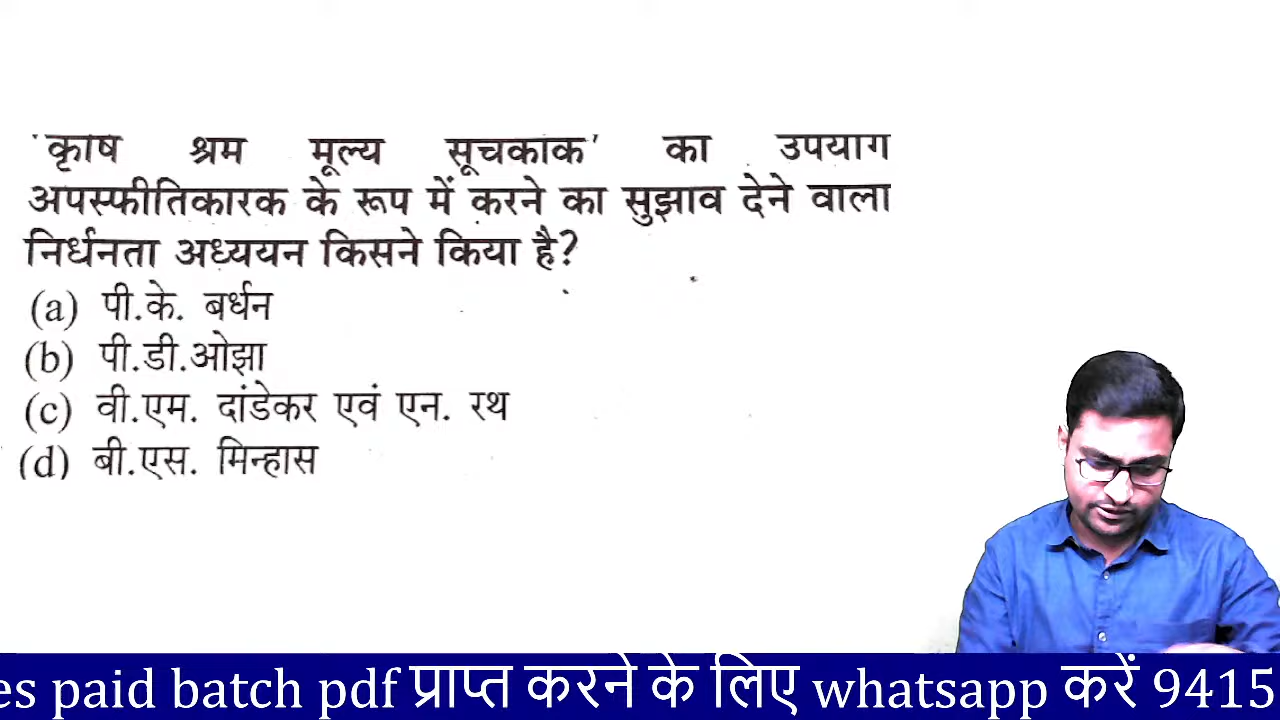 'कृषि श्रम मूल्य सूचकांक' का उपयोग
अपस्फीतिकारक के रूप में करने का सुझाव देने वाला
निर्धनता अध्ययन किसने किया है?
(a) पी.के. बर्धन
(b) पी.डी.ओझा
(c) वी.एम. दांडेकर एवं एन. रथ
(d) बी.एस. मिन्हास
es paid batch pdf प्राप्त करने के लिए whatsapp करें 9415